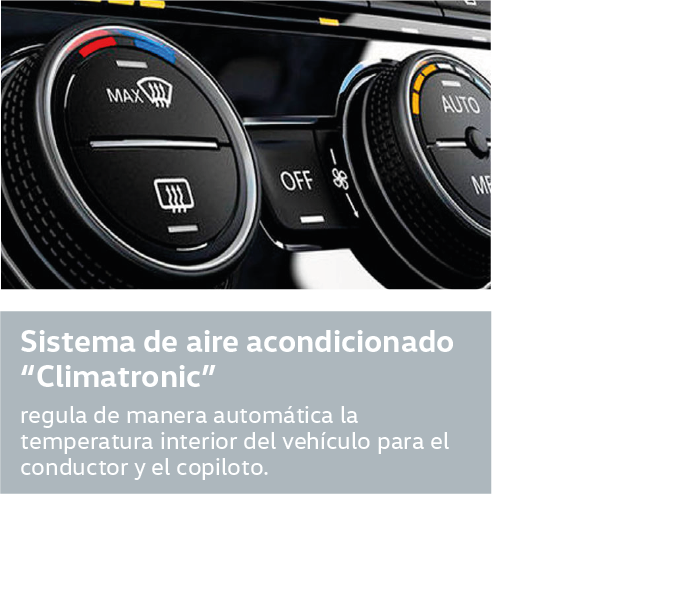 MAX
AUTO
OFF
Sistema de aire acondicionado
“Climatronic”
regula de manera automática la
temperatura interior del vehículo para el
conductor y el copiloto.